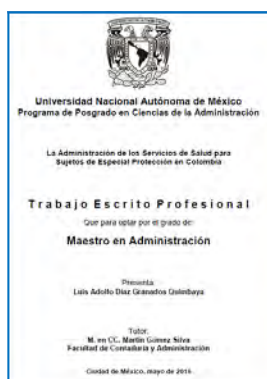 Universidad Nacional Autónoma de México
Programa de Posgrado en Ciencias de la Administración
La Administración de los Servicios de Salud para
Sujetos de Especial Protección en Colombia
Trabajo Escrito Profesional
Que para optar por el grado de:
Maestro en Administración
Presenta:
Luis Adolfo Díaz Granados Quimbaya
Tutor:
M. en CC. Martín Gómez Silva
Facultad de Contaduría y Administración
Ciudad de México, mayo de 2016